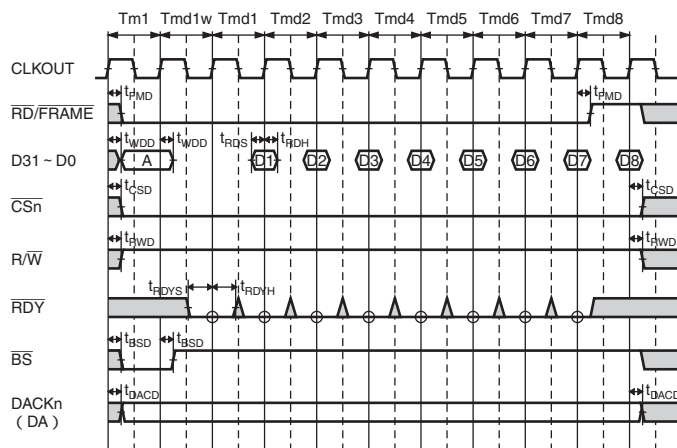 Tm1 Tmd1w Tmd1 Tmd2 Tmd3 Tmd4 Tmd5 Tmd6 Tmd7 Tmd8
CLKOUT
tFMD tFMD
RD/FRAME
tWDD tWDD tRDS tRDH
D31 ~ D0 A D1 D2 D3 D4 D5 D6 D7 D8
tCSD tCSD
CSn
tRWD tRWD
R/W
tRDYS tRDYH
RDY
tBSD tBSD
BS
tDACD tDACD
DACKn
（DA）